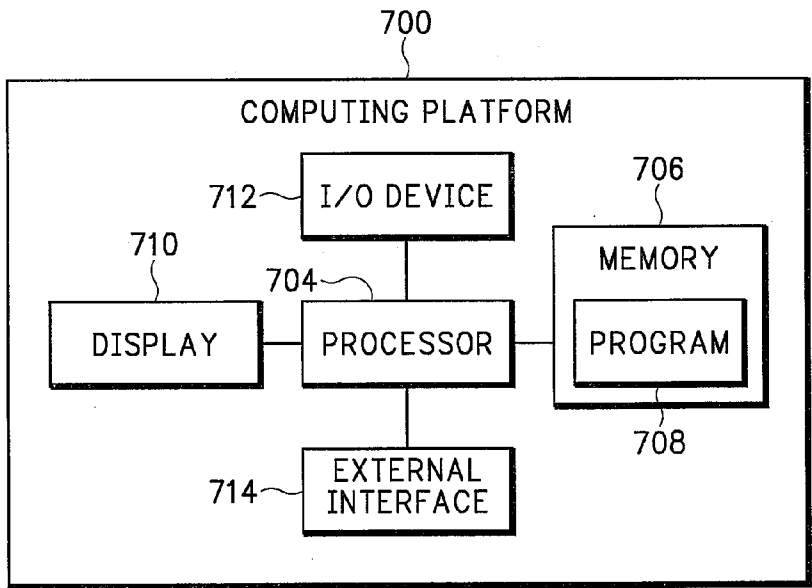 700
COMPUTING PLATFORM
712
I/O DEVICE
706
MEMORY
710
704
DISPLAY
PROCESSOR
PROGRAM
708
714
EXTERNAL
INTERFACE